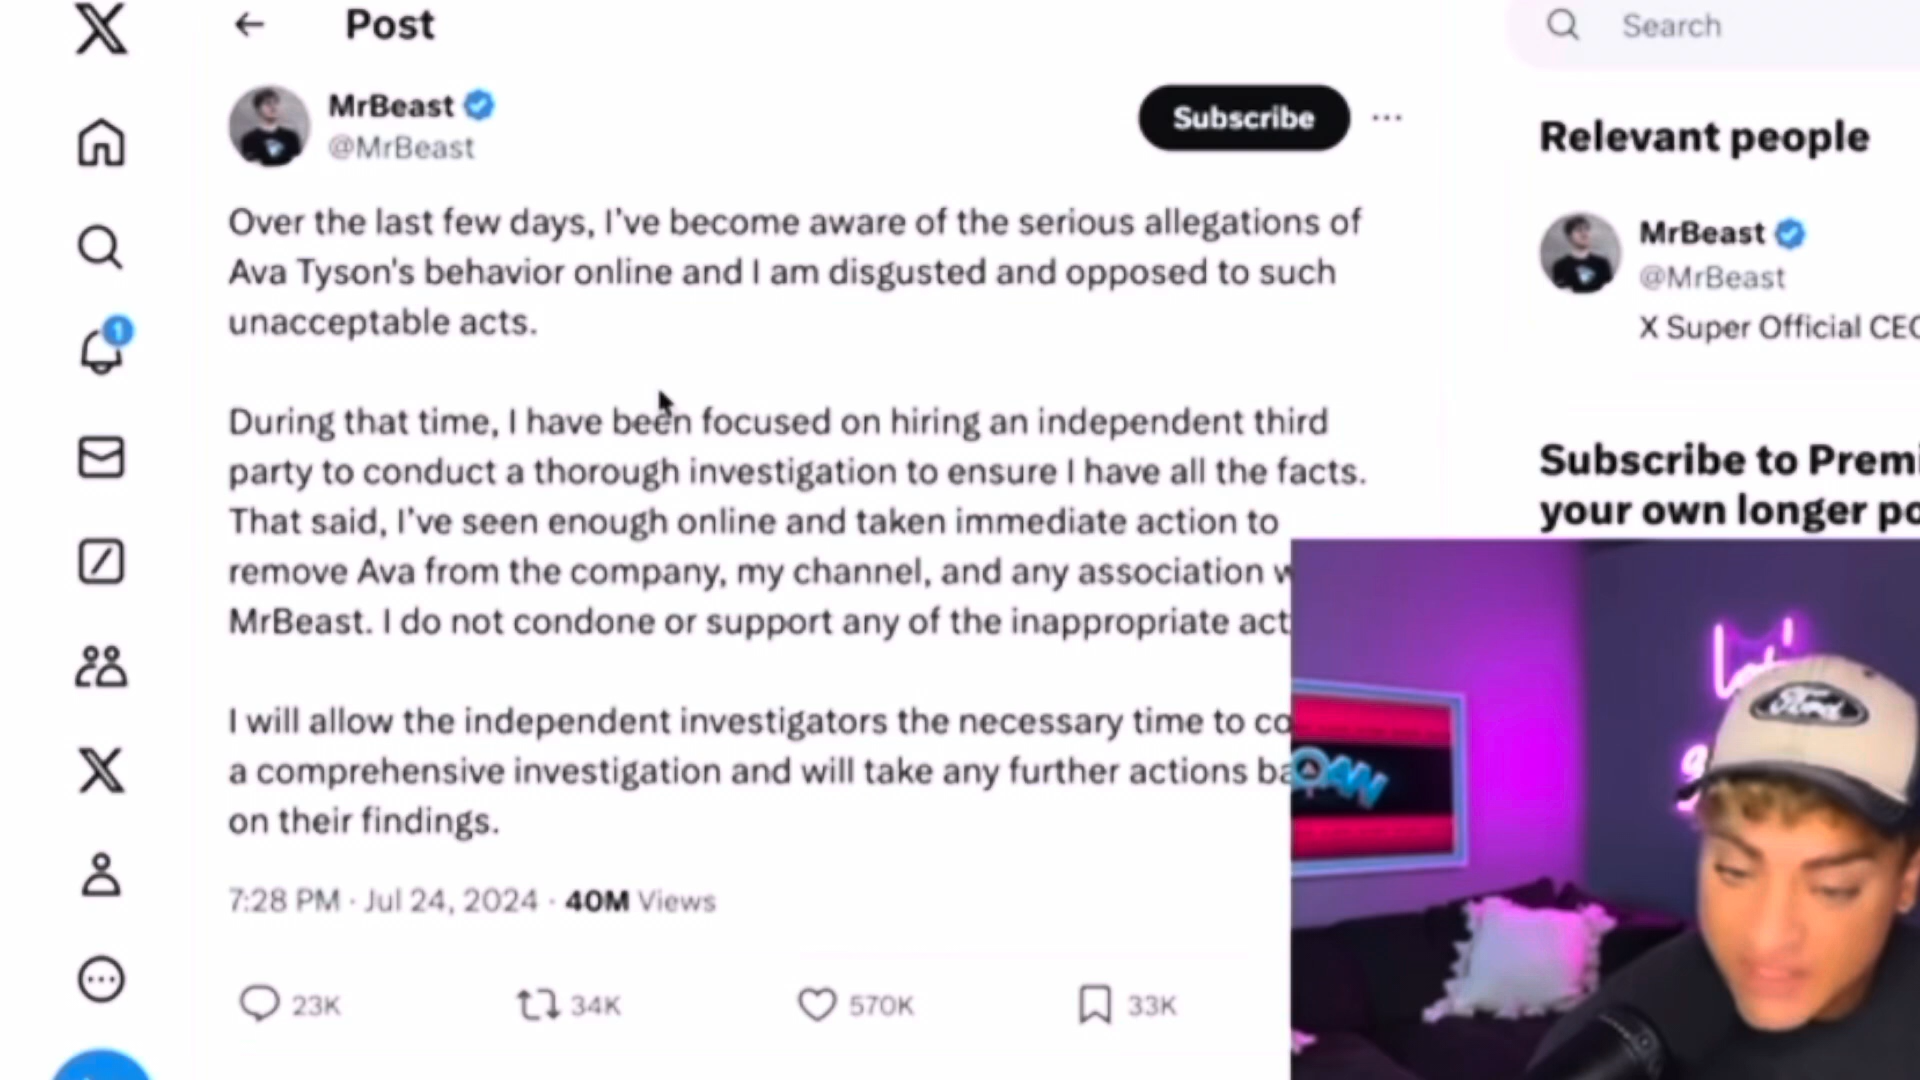 Post
Search
MrBeast
@MrBeast
Subscribe
Over the last few days, I've become aware of the serious allegations of
Ava Tyson's behavior online and I am disgusted and opposed to such
unacceptable acts.
During that time, I have been focused on hiring an independent third
party to conduct a thorough investigation to ensure I have all the facts.
That said, I've seen enough online and taken immediate action to
remove Ava from the company, my channel, and any association
MrBeast. I do not condone or support any of the inappropriate act
I will allow the independent investigators the necessary time to co
a comprehensive investigation and will take any further actions ba
on their findings.
7:28 PM · Jul 24, 2024 · 40M Views
23K 34K 570K 33K
1
Relevant people
MrBeast
@MrBeast
X Super Official CEO
Subscribe to Premi
your own longer po
Ford